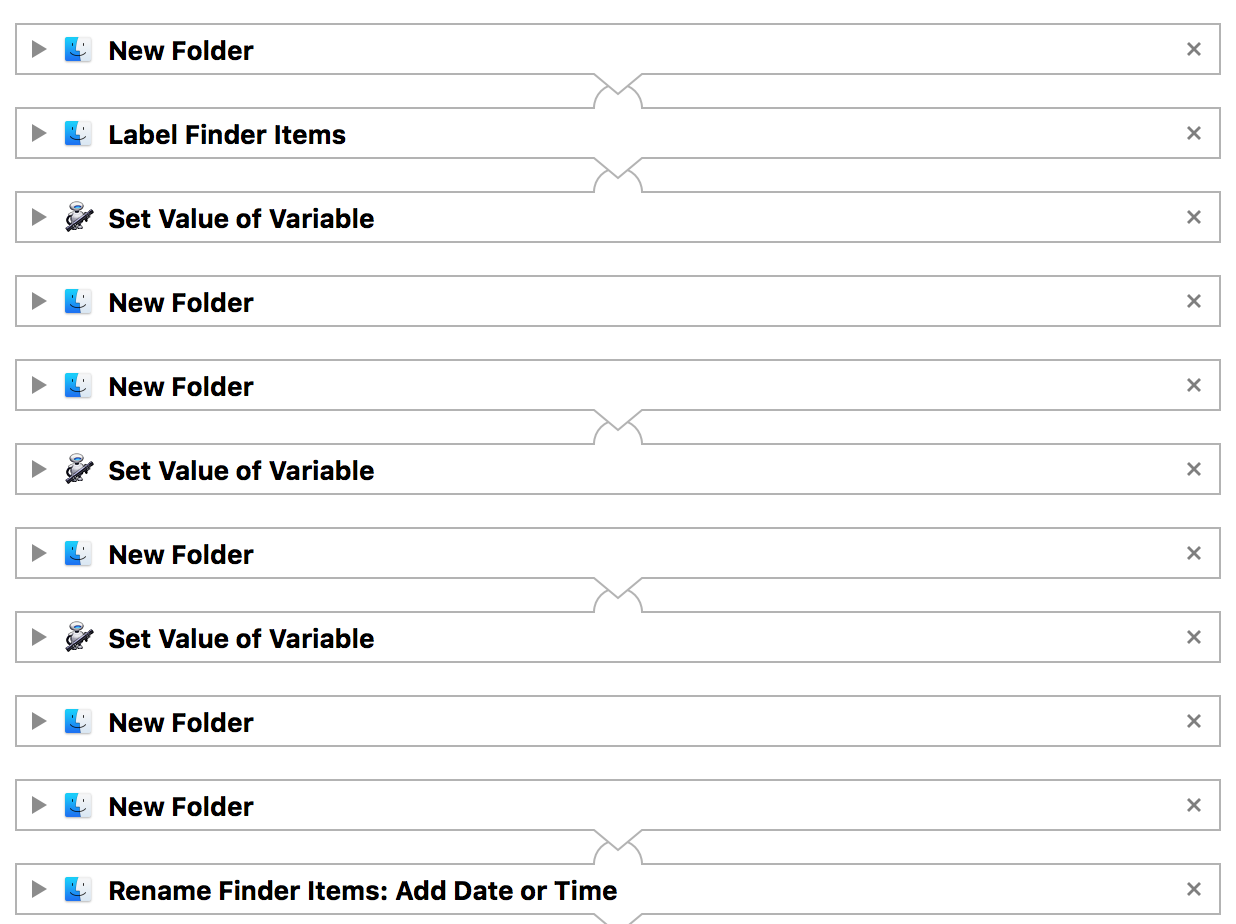 New Folder
Label Finder Items
Set Value of Variable
New Folder
New Folder
Set Value of Variable
New Folder
Set Value of Variable
New Folder
New Folder
Rename Finder Items: Add Date or Time